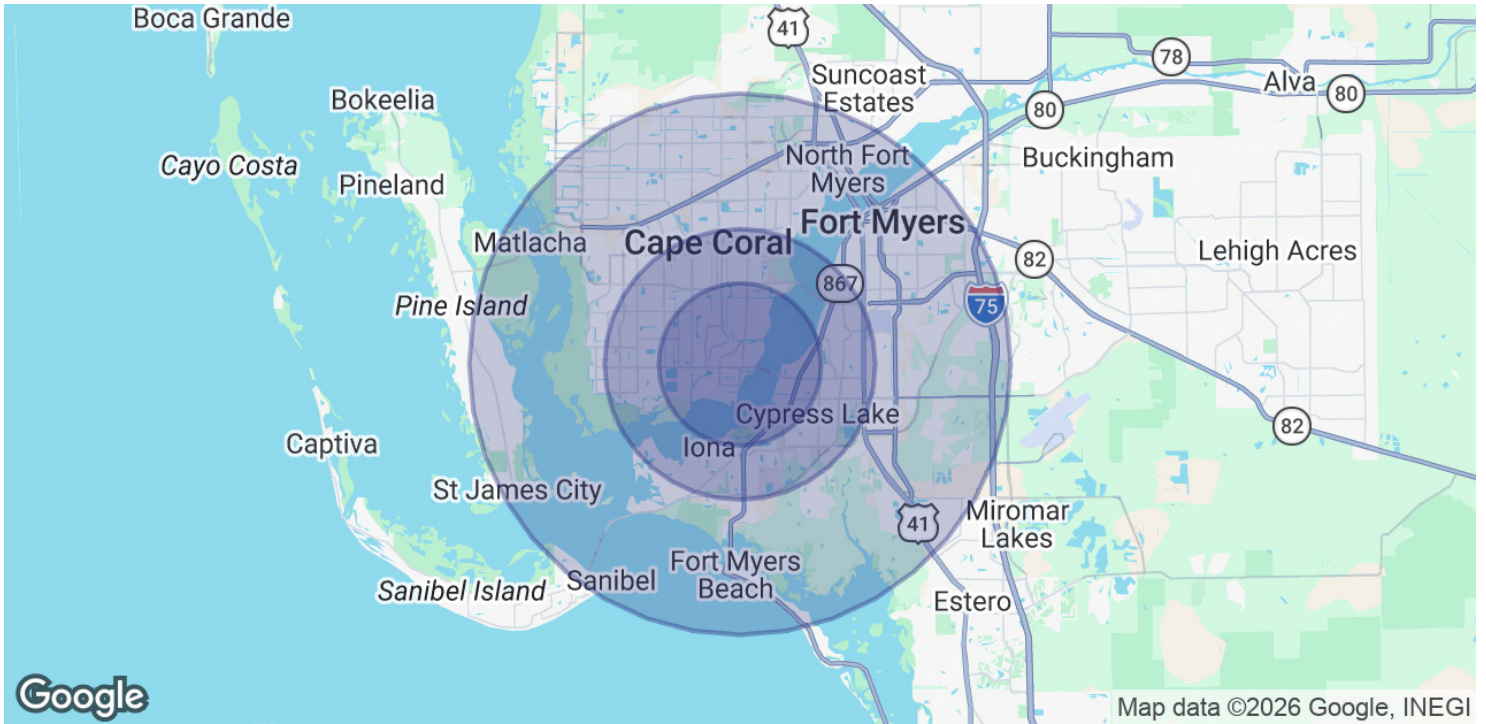 Boca Grande
41
78
Suncoast
Estates
Alva
80
Bokeelia
80
Cayo Costa
North Fort
Myers
Buckingham
Pineland
Fort Myers
Matlacha
Cape Coral
Lehigh Acres
82
867
Pine Island
75
Cypress Lake
82
Captiva
Iona
St James City
Miromar
Lakes
41
Fort Myers
Beach
Sanibel Island
Sanibel
Estero
Google
Map data ©2026 Google, INEGI